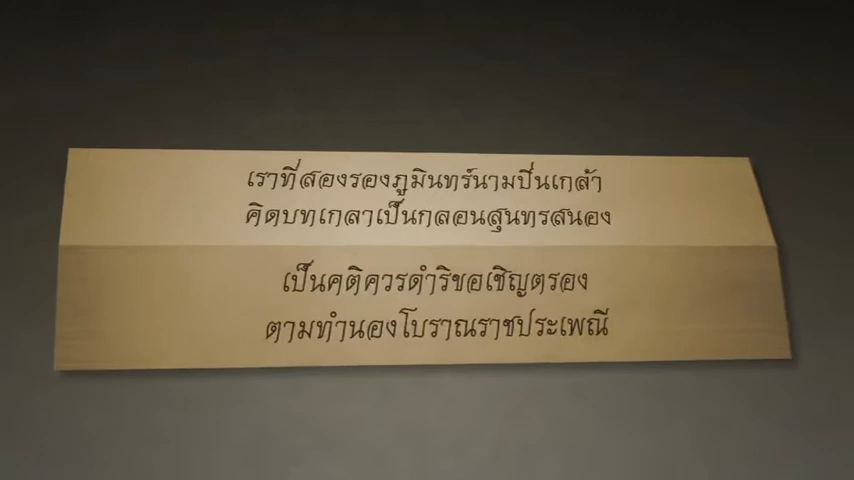 เราที่สองรองภูมินทร์นามปิ่นเกล้า
คิดบทเกลาเป็นกลอนสุนทรสนอง
เป็นคติควรดำริขอเชิญตรอง
ตามทำนองโบราณราชประเพณี